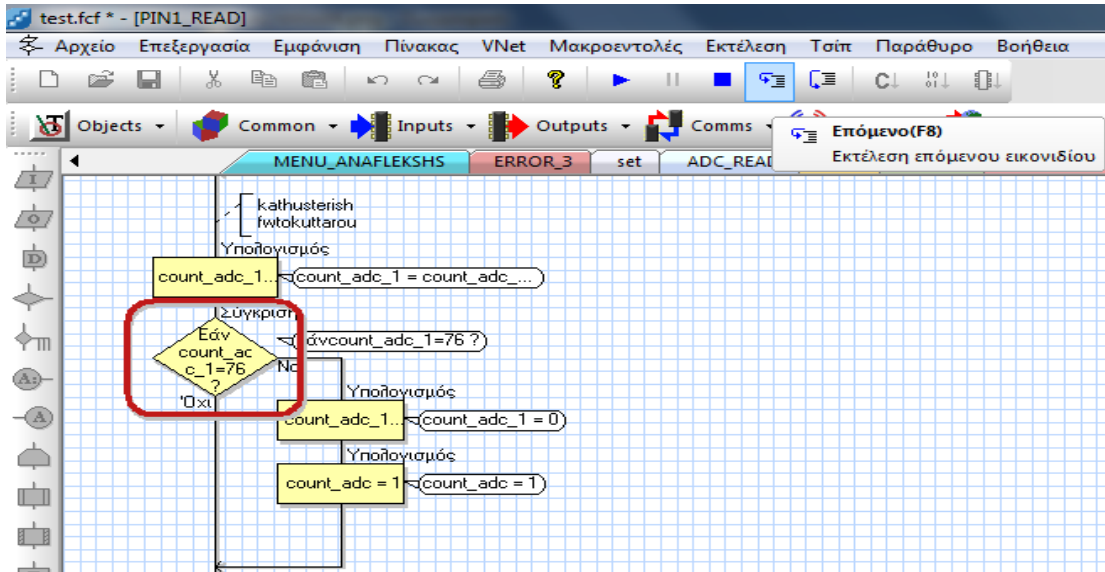 test.fcf * - [PIN1_READ]
Αρχείο Επεξεργασία Εμφάνιση Πίνακας VNet Μακροεντολές Εκτέλεση Τσίπ Παράθυρο Βοήθεια
Objects Common Inputs Outputs Comms
Επόμενο(F8)
Εκτέλεση επόμενου εικονιδίου
MENU_ANAFLEKSHS ERROR_3 set ADC_READ
kathusterish
fwtokuttarou
Υπολογισμός
count_adc_1... count_adc_1 = count_adc_...
Σύγκριση
Εάν
count_ac
c_1=76
?
άνcount_adc_1=76 ?
Να
Όχι
Υπολογισμός
count_adc_1... count_adc_1 = 0
Υπολογισμός
count_adc = 1 count_adc = 1